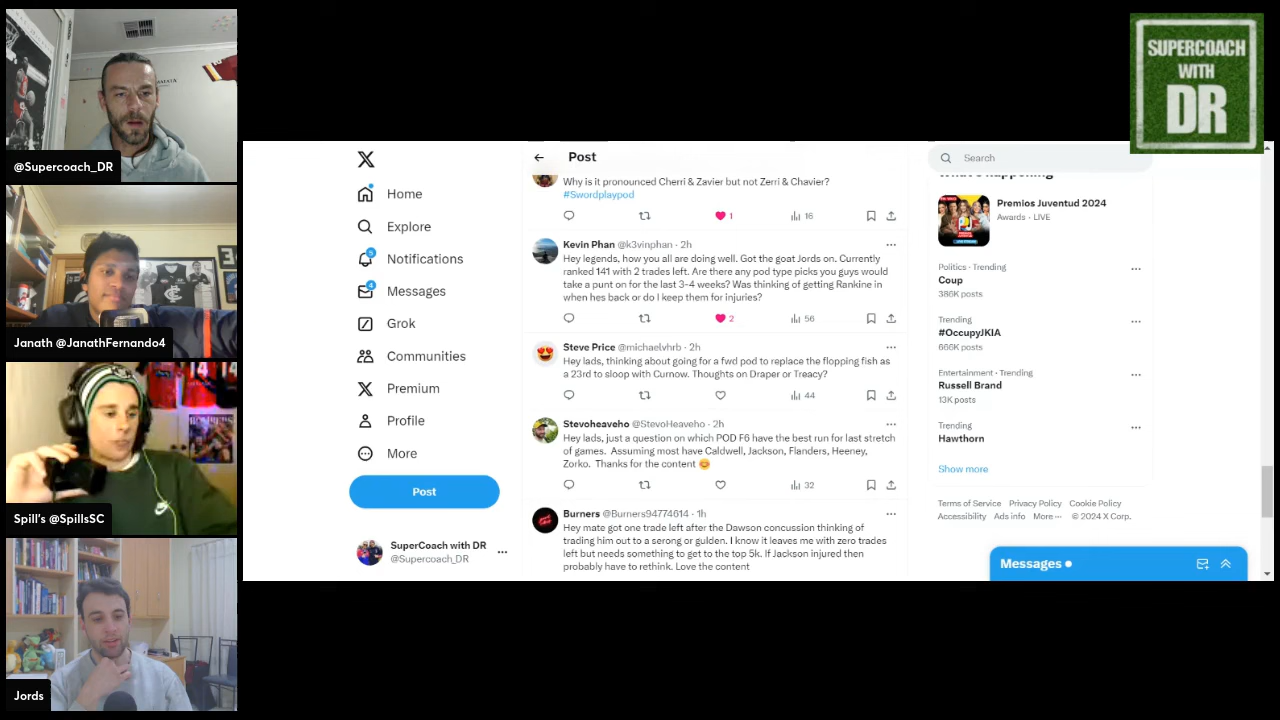 SUPERCOACH
WITH
DR
@Supercoach_DR
Janath @JanathFernando4
Spill's @SpillsSC
Jords
Home
Explore
5
Notifications
4
Messages
Grok
Communities
Premium
Profile
More
Post
SuperCoach with DR
@Supercoach_DR
Post
Why is it pronounced Cherri & Zavier but not Zerri & Chavier?
#Swordplaypod
1
16
Kevin Phan @k3vinphan · 2h
Hey legends, how you all are doing well. Got the goat Jords on. Currently
ranked 141 with 2 trades left. Are there any pod type picks you guys would
take a punt on for the last 3-4 weeks? Was thinking of getting Rankine in
when hes back or do I keep them for injuries?
2
56
Steve Price @michaelvhrb · 2h
Hey lads, thinking about going for a fwd pod to replace the flopping fish as
a 23rd to sloop with Curnow. Thoughts on Draper or Treacy?
44
Stevoheaveho @StevoHeaveho · 2h
Hey lads, just a question on which POD F6 have the best run for last stretch
of games. Assuming most have Caldwell, Jackson, Flanders, Heeney,
Zorko. Thanks for the content 😊
32
Burners @Burners94774614 · 1h
Hey mate got one trade left after the Dawson concussion thinking of
trading him out to a serong or gulden. I know it leaves me with zero trades
left but needs something to get to the top 5k. If Jackson injured then
probably have to rethink. Love the content
Search
What's happening
Premios Juventud 2024
Awards · LIVE
Politics · Trending
Coup
386K posts
Trending
#OccupyJKIA
666K posts
Entertainment · Trending
Russell Brand
13K posts
Trending
Hawthorn
Show more
Terms of Service Privacy Policy Cookie Policy
Accessibility Ads info More ··· © 2024 X Corp.
Messages